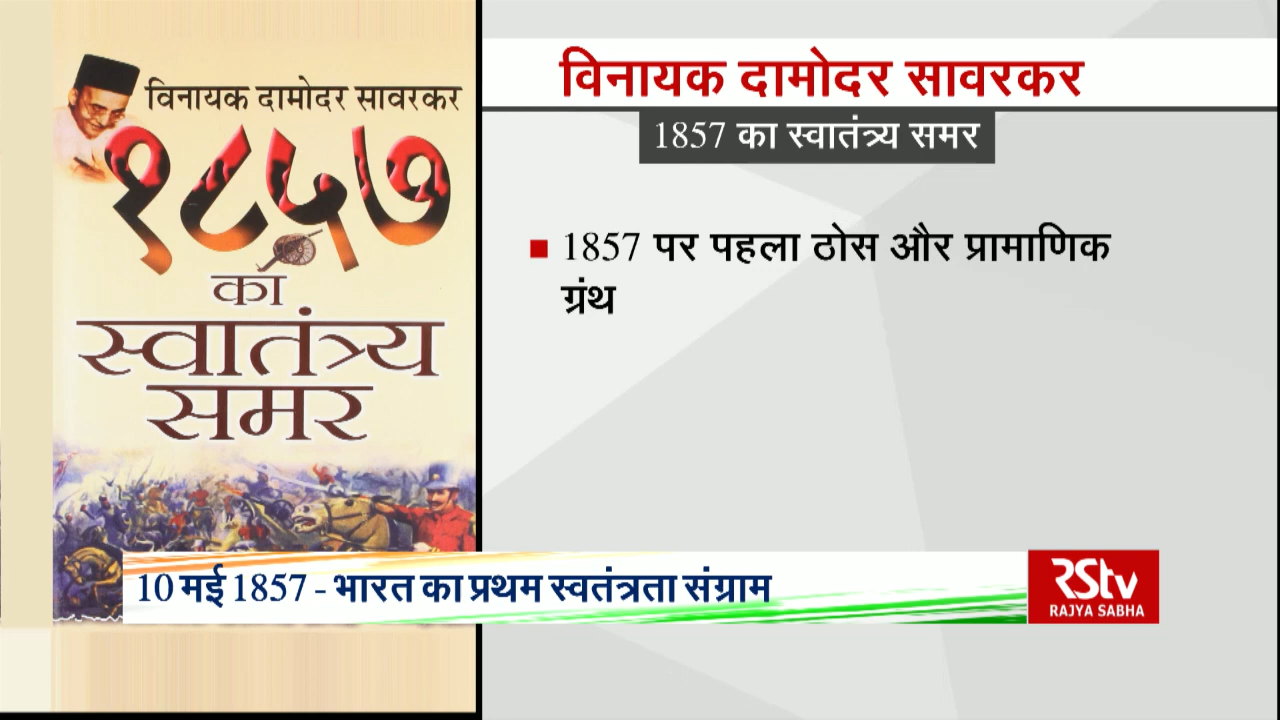 विनायक दामोदर सावरकर
१८५७
का
स्वातंत्र्य
समर
विनायक दामोदर सावरकर
1857 का स्वातंत्र्य समर
1857 पर पहला ठोस और प्रामाणिक
ग्रंथ
10 मई 1857 - भारत का प्रथम स्वतंत्रता संग्राम
RStv
RAJYA SABHA